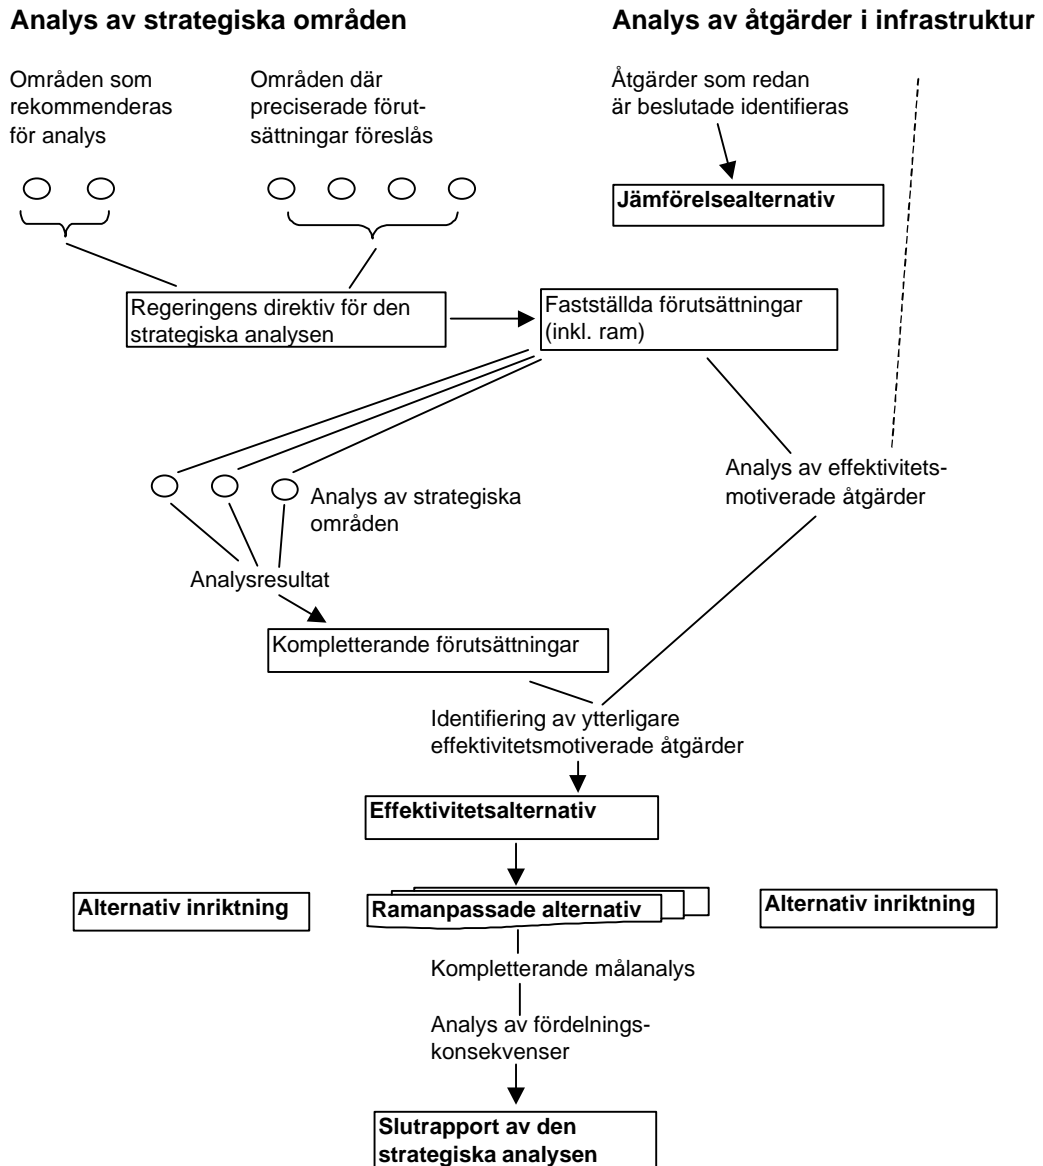 Analys av strategiska områden
Analys av åtgärder i infrastruktur
Områden som
rekommenderas
för analys
Områden där
preciserade förut-
sättningar föreslås
Åtgärder som redan
är beslutade identifieras
Jämförelsealternativ
Regeringens direktiv för den
strategiska analysen
Fastställda förutsättningar
(inkl. ram)
Analys av effektivitets-
motiverade åtgärder
Analys av strategiska
områden
Analysresultat
Kompletterande förutsättningar
Identifiering av ytterligare
effektivitetsmotiverade åtgärder
Effektivitetsalternativ
Alternativ inriktning
Ramanpassade alternativ
Alternativ inriktning
Kompletterande målanalys
Analys av fördelnings-
konsekvenser
Slutrapport av den
strategiska analysen